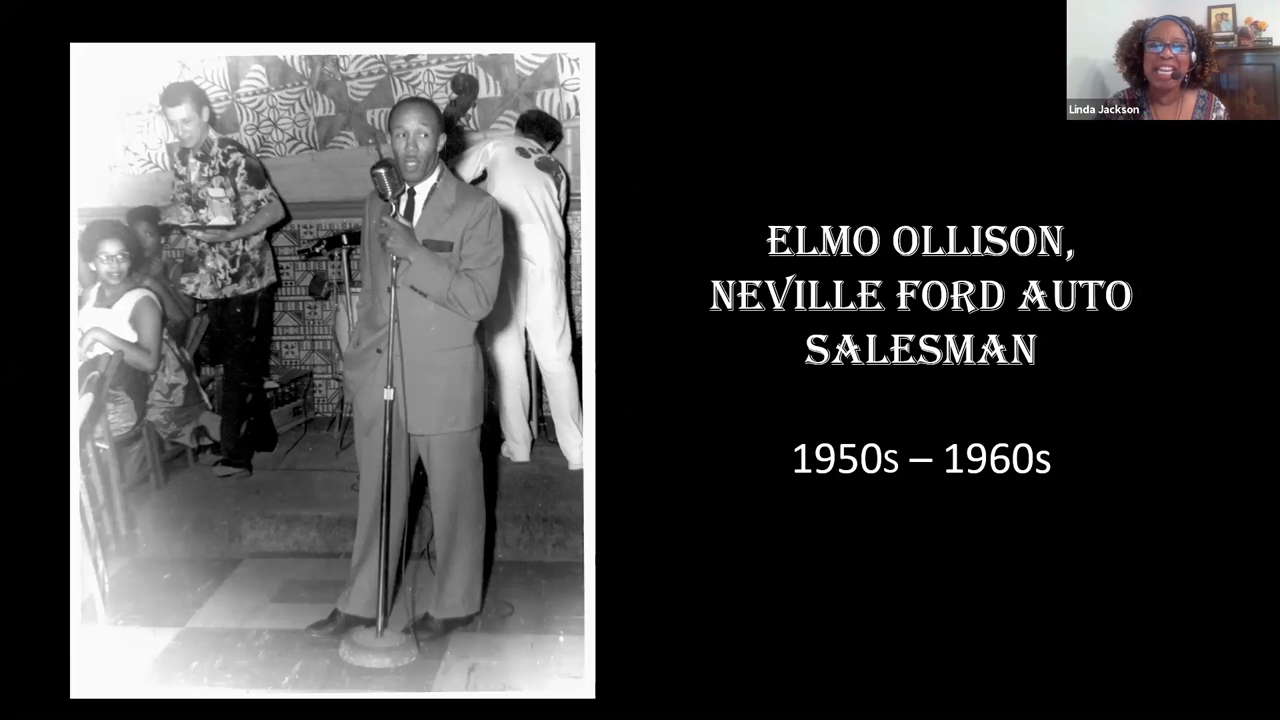 Linda Jackson
ELMO OLLISON,
NEVILLE FORD AUTO
SALESMAN
1950s – 1960s